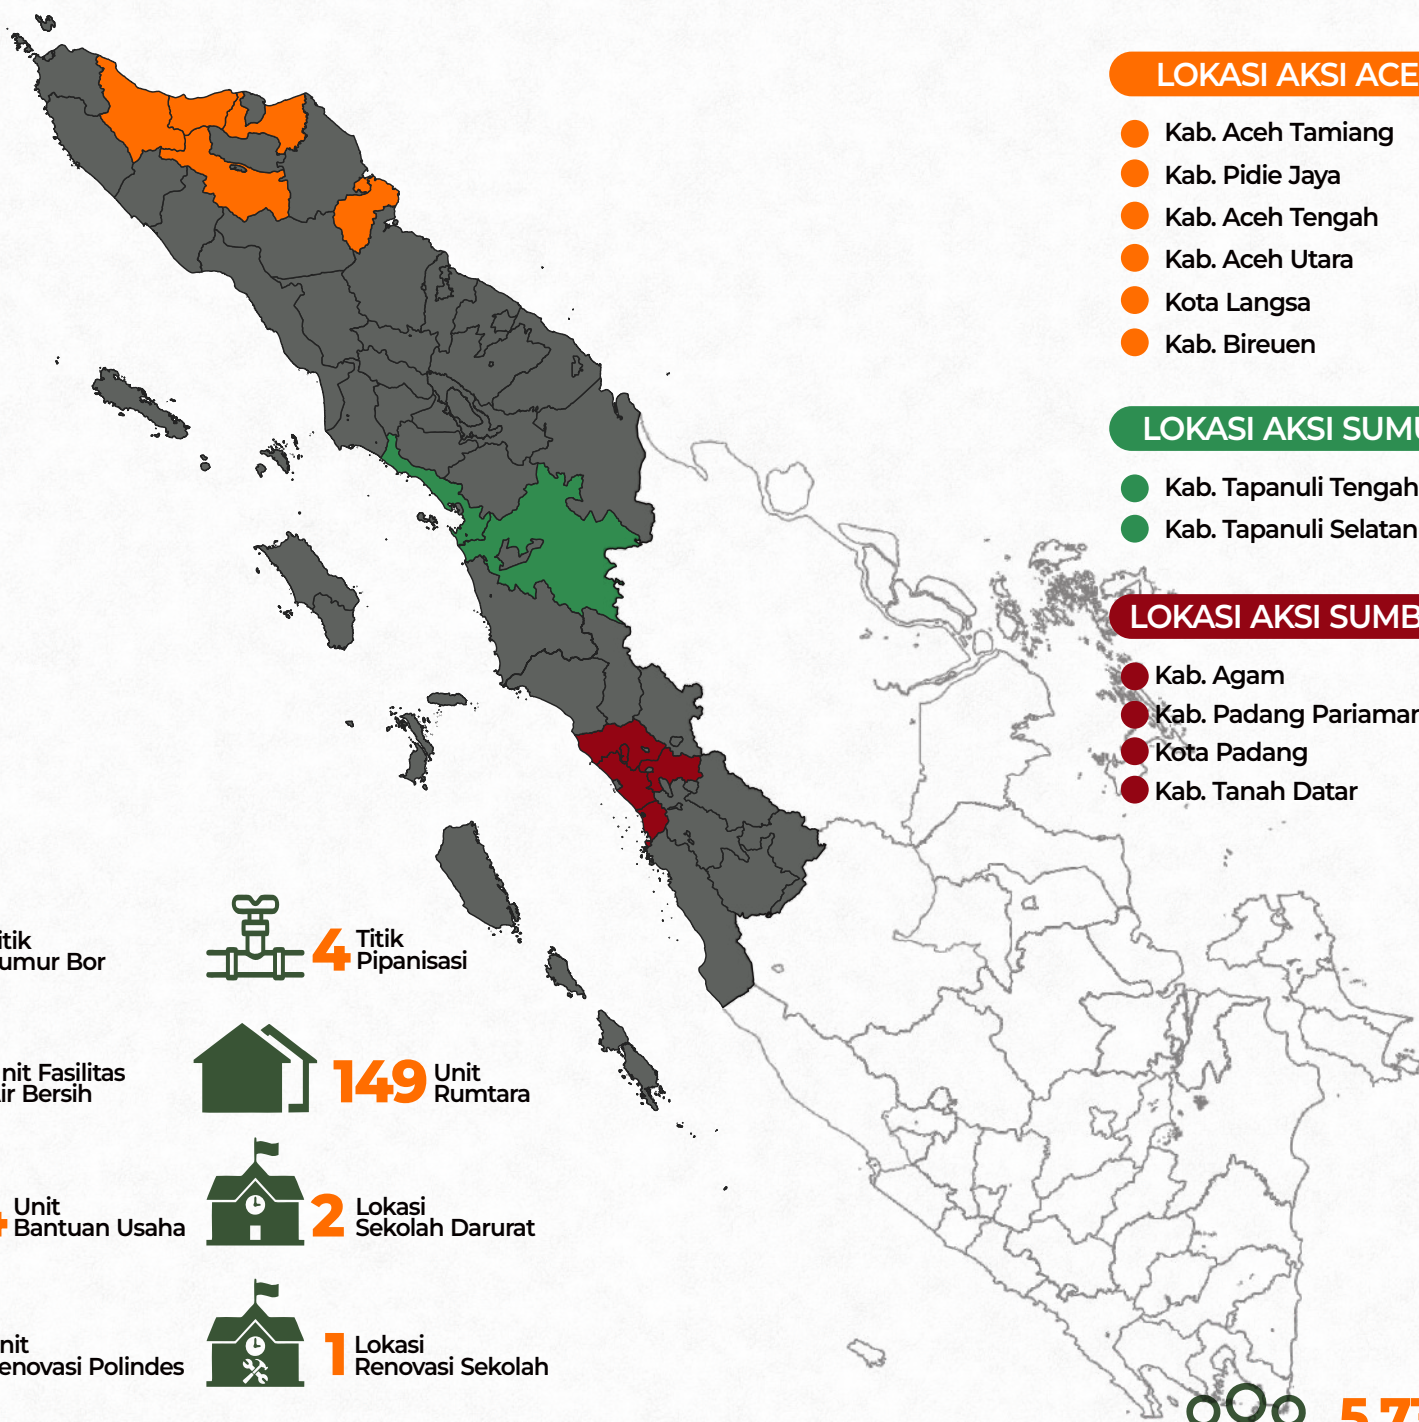 LOKASI AKSI ACE
Kab. Aceh Tamiang
Kab. Pidie Jaya
Kab. Aceh Tengah
Kab. Aceh Utara
Kota Langsa
Kab. Bireuen
LOKASI AKSI SUMU
Kab. Tapanuli Tengah
Kab. Tapanuli Selatan
LOKASI AKSI SUMB
Kab. Agam
Kab. Padang Pariaman
Kota Padang
Kab. Tanah Datar
itik
umur Bor
4 Titik
Pipanisasi
nit Fasilitas
ir Bersih
149 Unit
Rumtara
Unit
Bantuan Usaha
2 Lokasi
Sekolah Darurat
nit
enovasi Polindes
1 Lokasi
Renovasi Sekolah